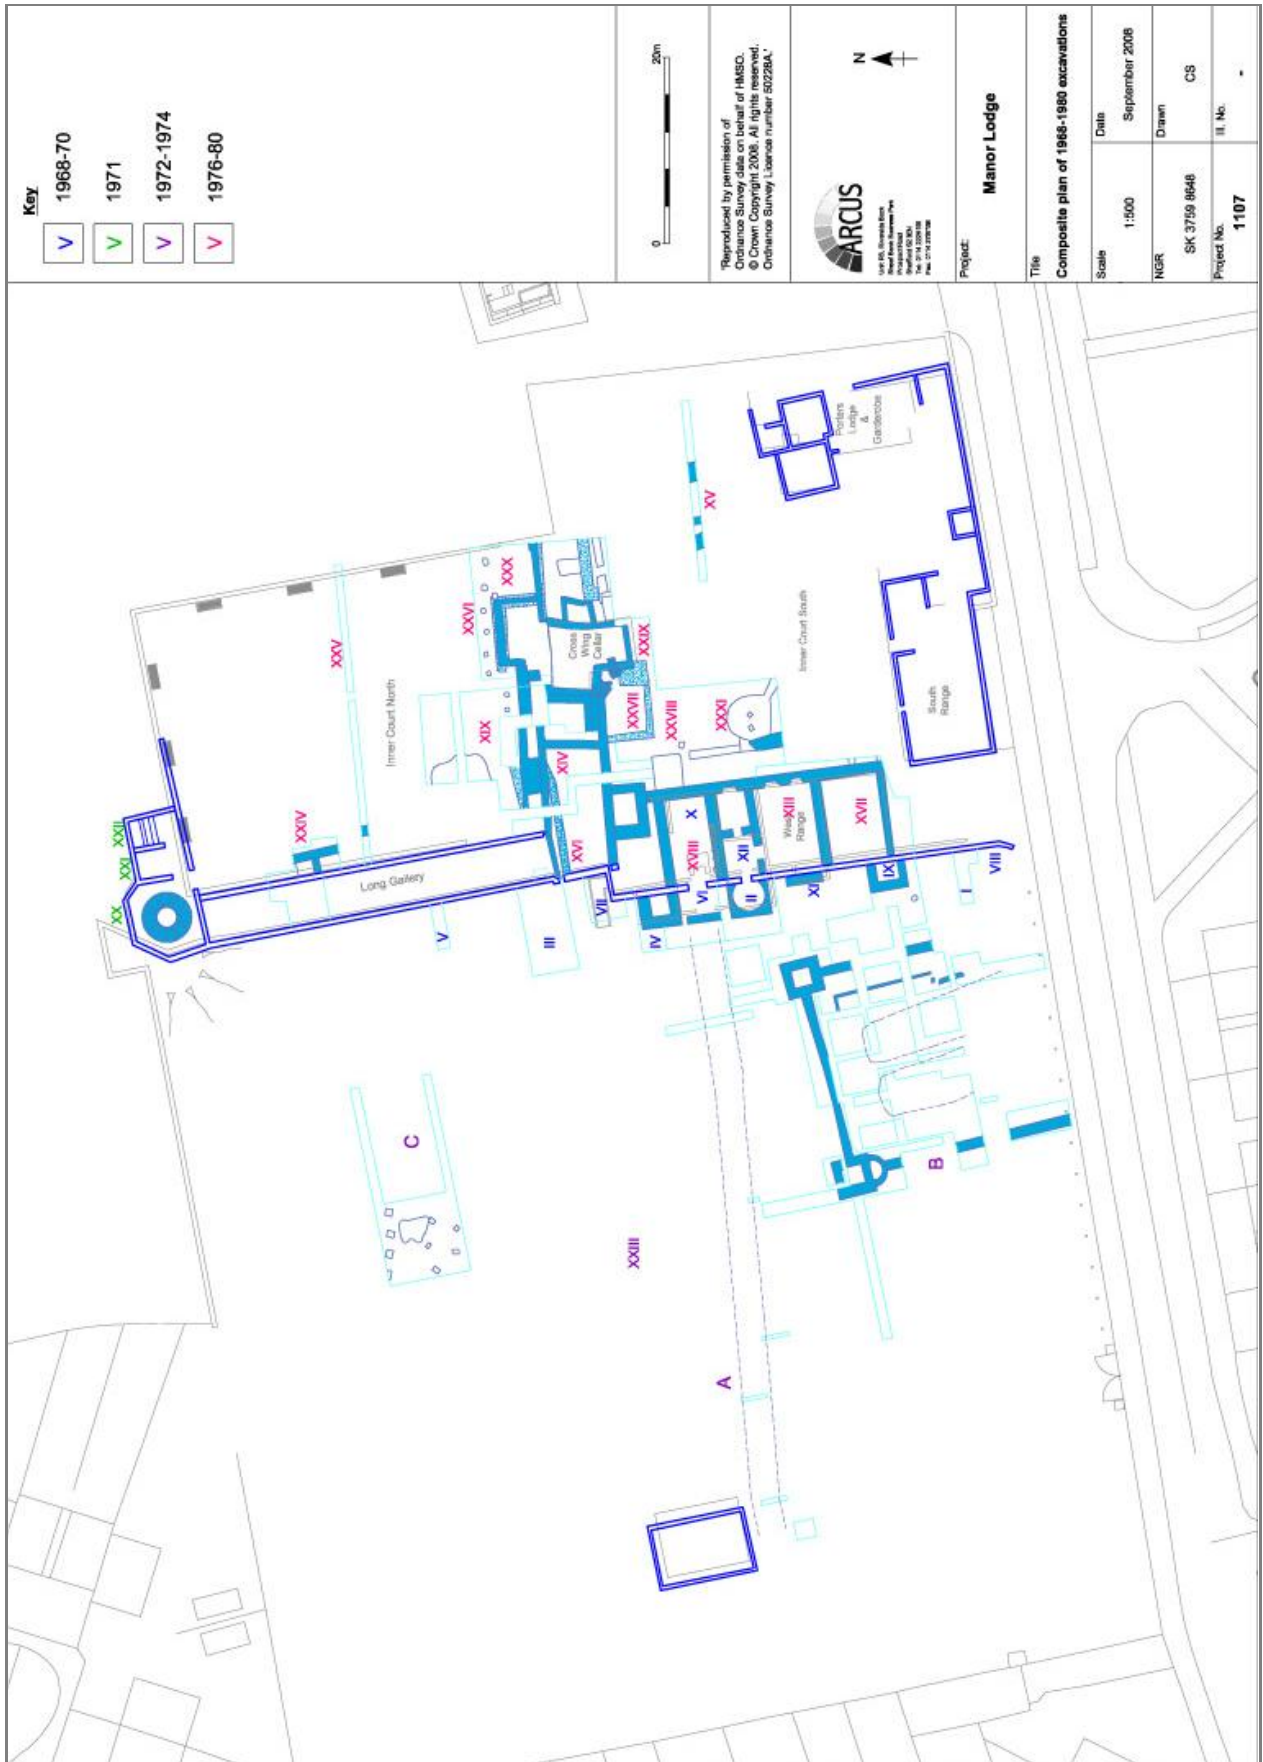 Key
V 1968-70
V 1971
V 1972-1974
V 1976-80
0 20m
'Reproduced by permission of
Ordnance Survey data on behalf of HMSO.
© Crown Copyright 2008. All rights reserved.
Ordnance Survey Licence number 50228A.'
ARCUS
N
Project:
Manor Lodge
Title
Composite plan of 1968-1980 excavations
Scale
1:500
Date
September 2008
NGR
SK 3759 8648
Drawn
CS
Project No.
1107
Ill. No.
-
XX
XXI
XXII
XXIV
XXV
Inner Court North
Long Gallery
V
III
VII
XVI
XIV
XIX
XXVI
XXX
Cross
Wing
Cellar
XXIX
XXVII
XXVIII
XXXI
XV
IV
VI
XVIII
X
II
XII
XIII
Range
XI
XVII
IX
I
VIII
Inner Court South
Porters
Lodge
&
Garderobe
South
Range
C
XXIII
A
B